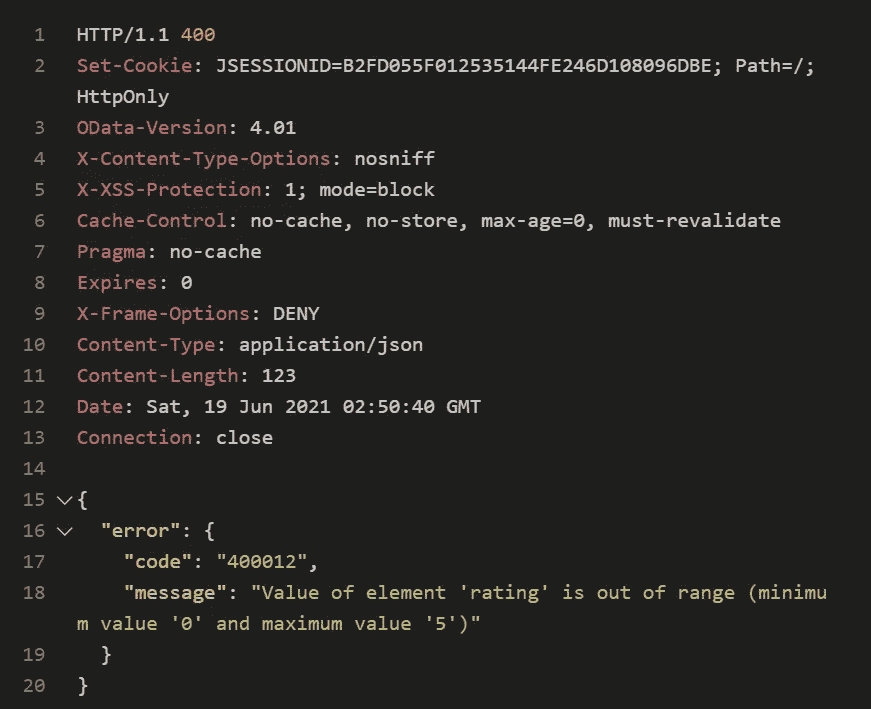 1 HTTP/1.1 400
2 Set-Cookie: JSESSIONID=B2FD055F012535144FE246D108096DBE; Path=/;
HttpOnly
3 OData-Version: 4.01
4 X-Content-Type-Options: nosniff
5 X-XSS-Protection: 1; mode=block
6 Cache-Control: no-cache, no-store, max-age=0, must-revalidate
7 Pragma: no-cache
8 Expires: 0
9 X-Frame-Options: DENY
10 Content-Type: application/json
11 Content-Length: 123
12 Date: Sat, 19 Jun 2021 02:50:40 GMT
13 Connection: close
14
15 {
16 "error": {
17 "code": "400012",
18 "message": "Value of element 'rating' is out of range (minimu
m value '0' and maximum value '5')"
19 }
20 }